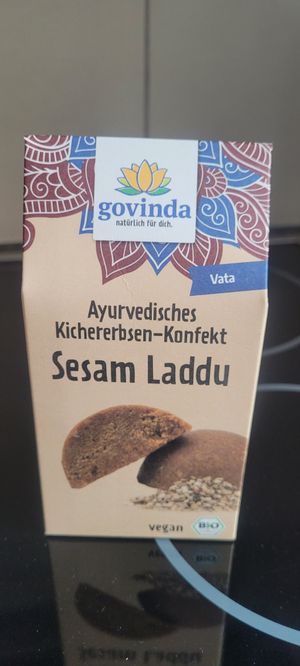 govinda
natürlich für dich.
Vata
Ayurvedisches
Kichererbsen-Konfekt
Sesam Laddu
vegan
BIO